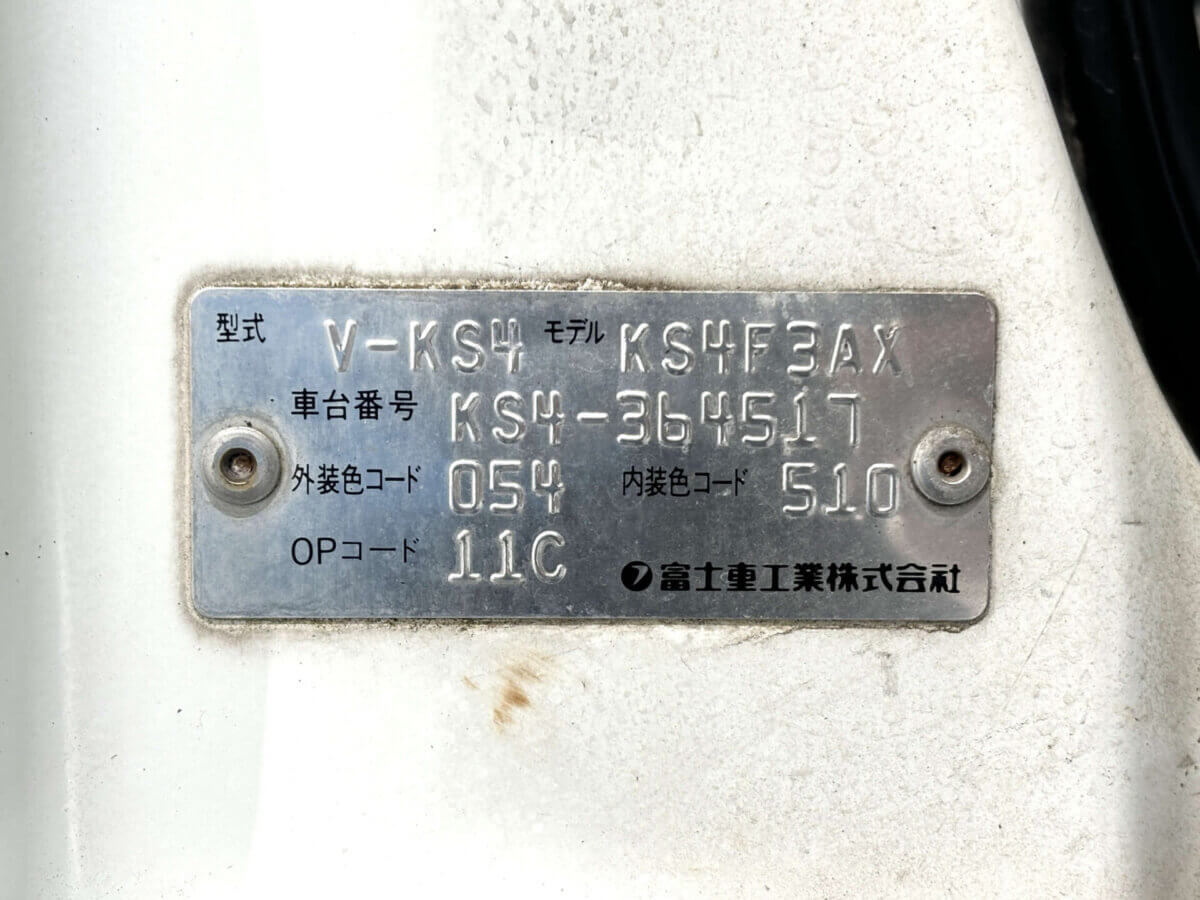 型式 V-KS4 モデル KS4F3AX
車台番号 KS4-364517
外装色コード 054 内装色コード 510
OPコード 11C
富士重工業株式会社